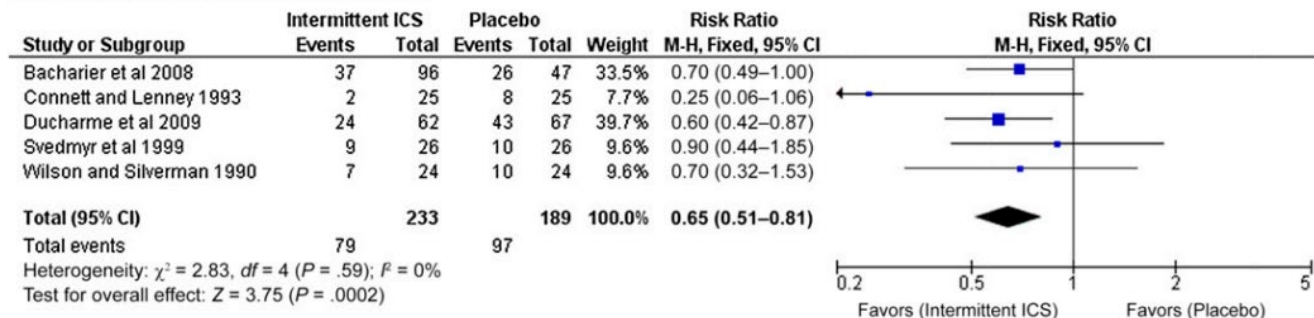 Intermittent ICS Placebo Risk Ratio Risk Ratio
Study or Subgroup Events Total Events Total Weight M-H, Fixed, 95% CI M-H, Fixed, 95% CI
Bacharier et al 2008 37 96 26 47 33.5% 0.70 (0.49–1.00)
Connett and Lenney 1993 2 25 8 25 7.7% 0.25 (0.06–1.06)
Ducharme et al 2009 24 62 43 67 39.7% 0.60 (0.42–0.87)
Svedmyr et al 1999 9 26 10 26 9.6% 0.90 (0.44–1.85)
Wilson and Silverman 1990 7 24 10 24 9.6% 0.70 (0.32–1.53)
Total (95% CI) 233 189 100.0% 0.65 (0.51–0.81)
Total events 79 97
Heterogeneity: χ² = 2.83, df = 4 (P = .59); I² = 0%
Test for overall effect: Z = 3.75 (P = .0002)
0.2 0.5 1 2 5
Favors (Intermittent ICS) Favors (Placebo)